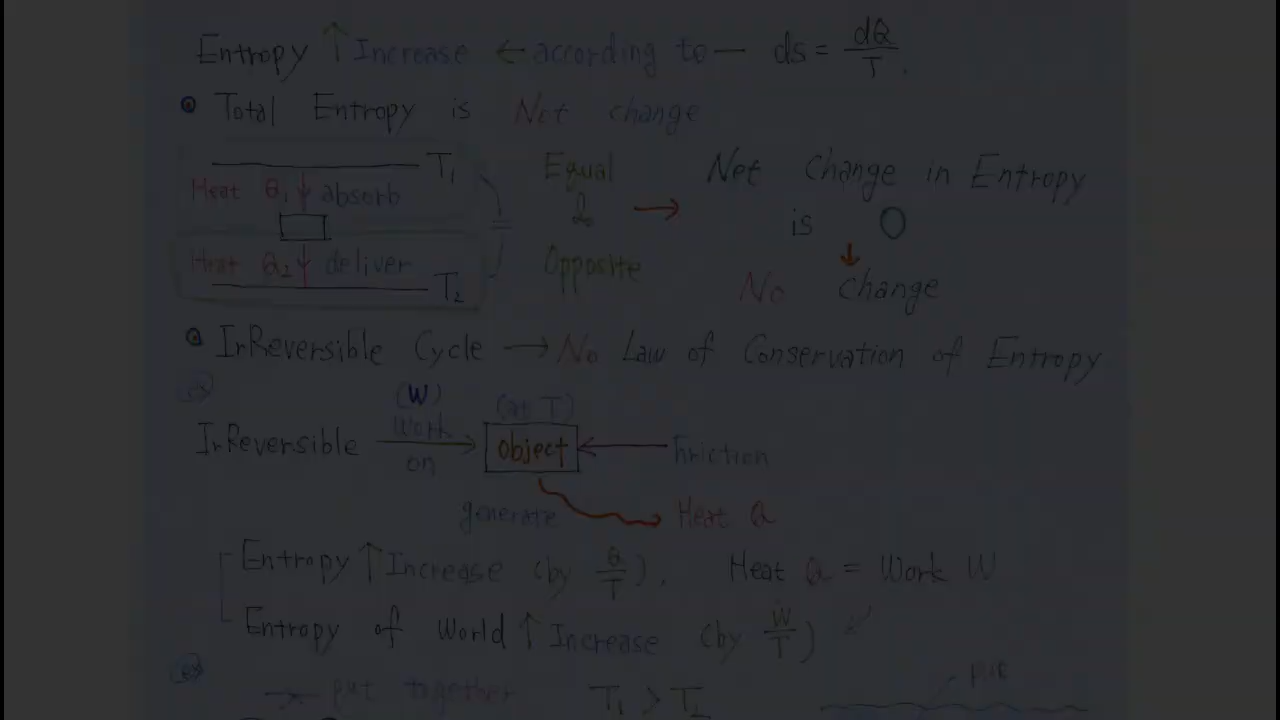 Entropy ↑ Increase ← according to — ds = dQ/T.
Total Entropy is Not change
T1
Heat Q1 ↓ absorb
Heat Q2 ↓ deliver
T2
=
Equal
&
Opposite
→
Net Change in Entropy
is 0
↓
No change
InReversible Cycle → No Law of Conservation of Entropy
(W)
(at T)
InReversible
Work
on
object
Friction
generate
Heat Q
Entropy ↑ Increase (by Q/T). Heat Q = Work W
Entropy of World ↑ Increase (by W/T)
ex
put together T1 > T2